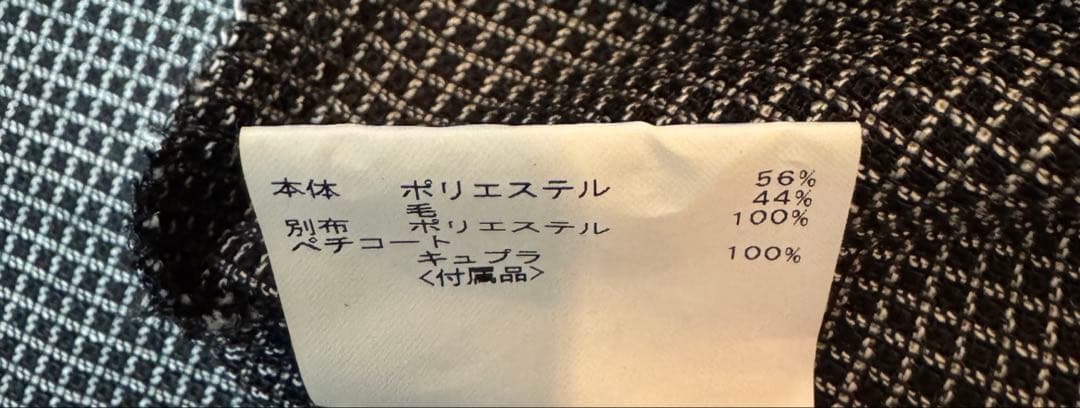 本体 ポリエステル 56%
毛 44%
別布 ポリエステル 100%
ペチコート
キュプラ 100%
<付属品>